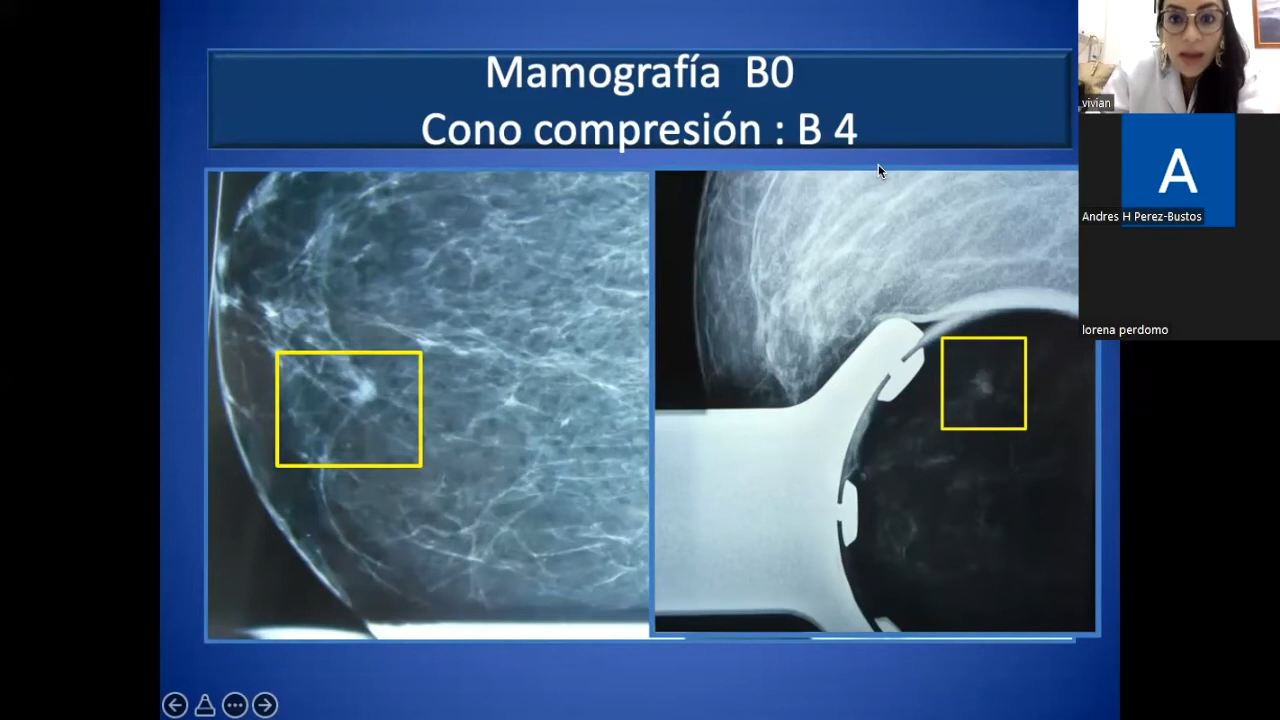 Mamografía B0
Cono compresión : B 4
vivian
A
Andres H Perez-Bustos
lorena perdomo